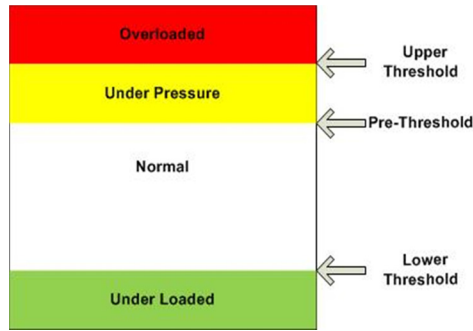 Overloaded
Upper
Threshold
Under Pressure
Pre-Threshold
Normal
Lower
Threshold
Under Loaded